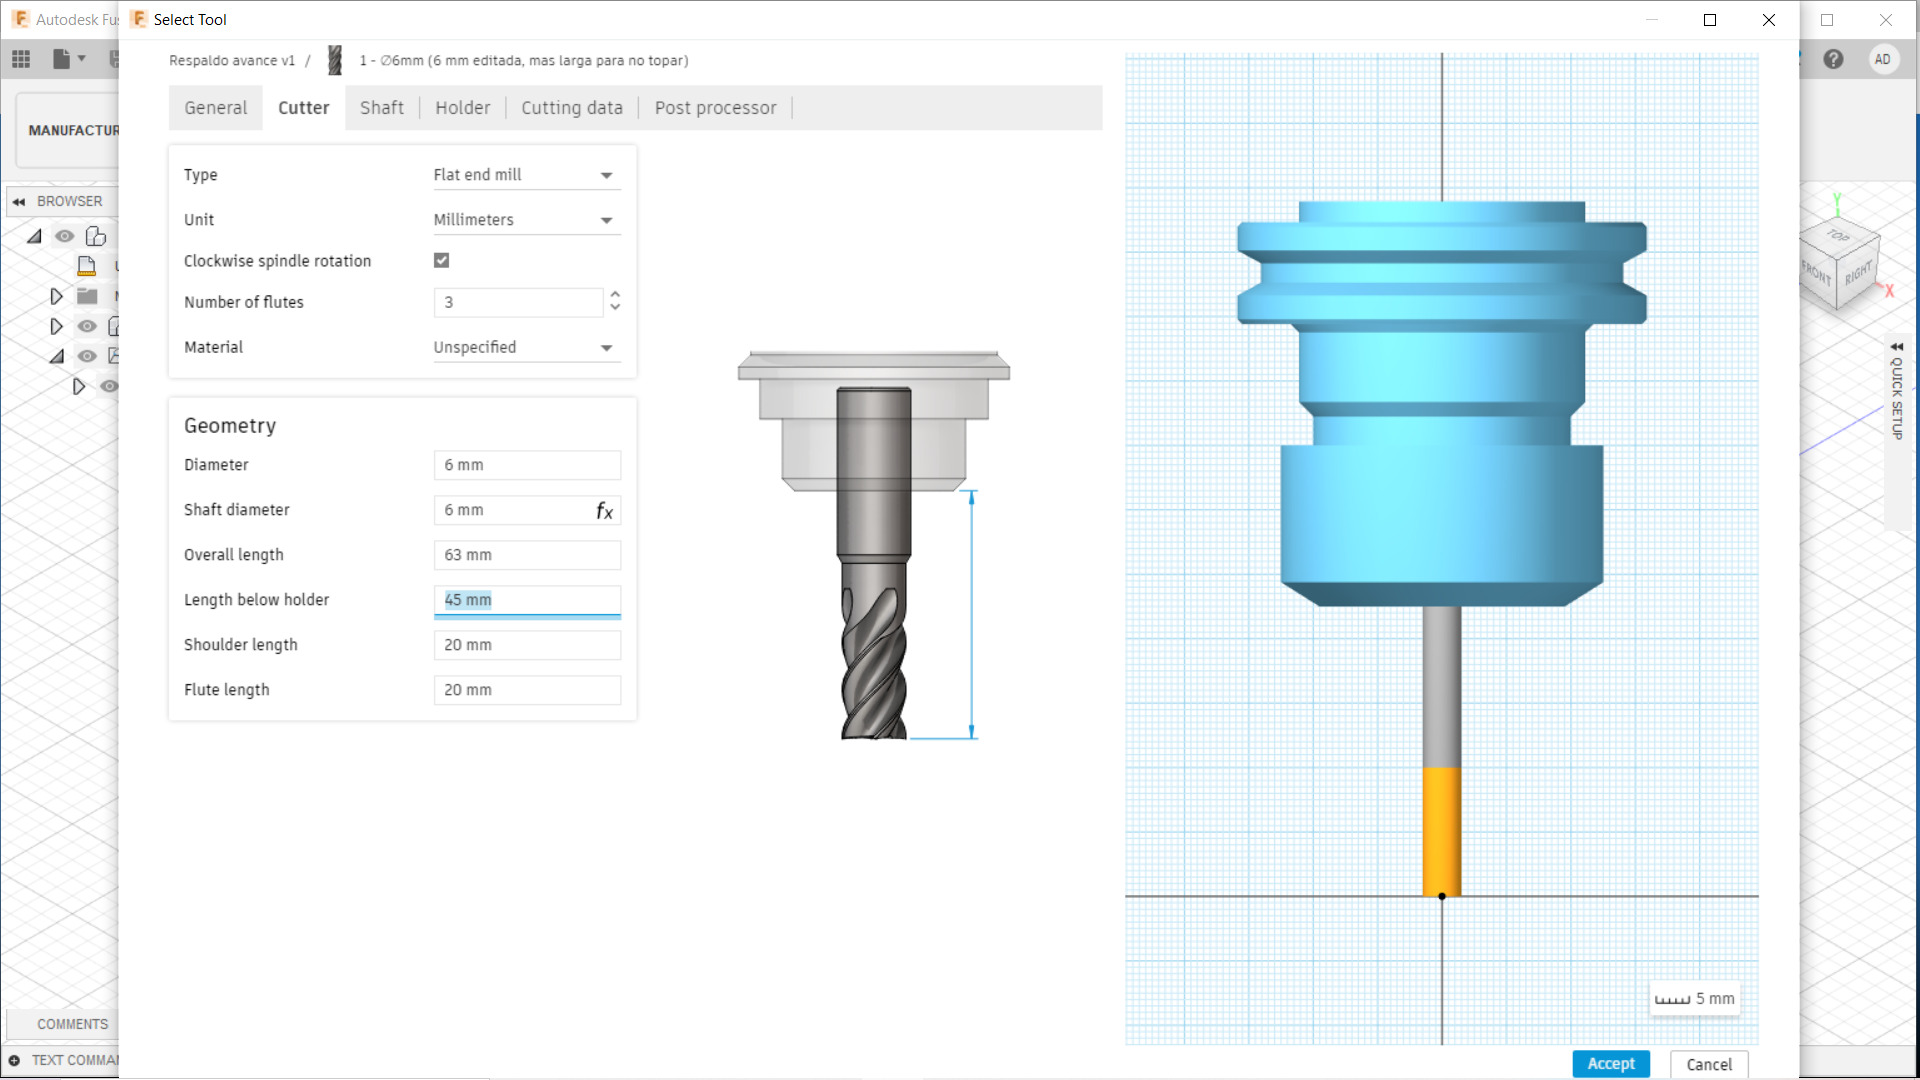 Autodesk Fus
Select Tool
AD
Respaldo avance v1 / 1 - ∅6mm (6 mm editada, mas larga para no topar)
General Cutter Shaft Holder Cutting data Post processor
MANUFACTUR
BROWSER
Type Flat end mill
Unit Millimeters
Clockwise spindle rotation
Number of flutes 3
Material Unspecified
Geometry
Diameter 6 mm
Shaft diameter 6 mm fx
Overall length 63 mm
Length below holder 45 mm
Shoulder length 20 mm
Flute length 20 mm
Y
TOP
FRONT RIGHT
X
QUICK SETUP
5 mm
COMMENTS
TEXT COMMA
Accept Cancel